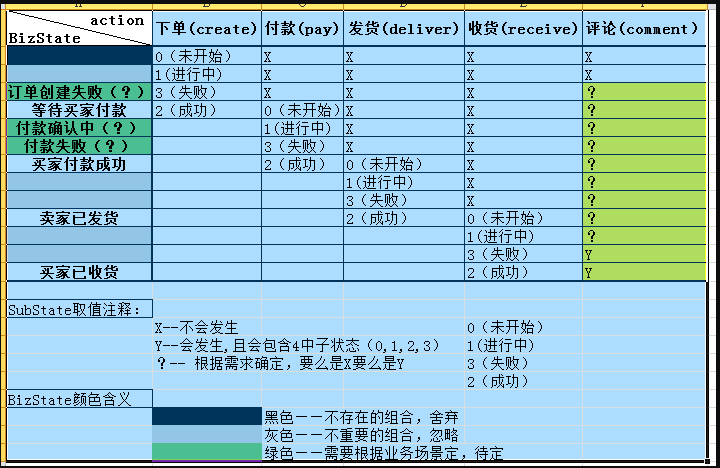 action
BizState
下单(create) 付款(pay) 发货(deliver) 收货(receive) 评论(comment)
0（未开始） X X X X
1(进行中） X X X X
订单创建失败（？） 3（失败） X X X ？
等待买家付款 2（成功） 0（未开始） X X ？
付款确认中（？） 1(进行中） X X ？
付款失败（？） 3（失败） X X ？
买家付款成功 2（成功） 0（未开始） X ？
1(进行中） X ？
3（失败） X ？
卖家已发货 2（成功） 0（未开始） ？
1(进行中） ？
3（失败） Y
买家已收货 2（成功） Y
SubState取值注释：
X--不会发生 0（未开始）
Y--会发生,且会包含4中子状态（0,1,2,3） 1(进行中）
？-- 根据需求确定，要么是X要么是Y 3（失败）
2（成功）
BizState颜色含义
黑色－－不存在的组合，舍弃
灰色－－不重要的组合，忽略
绿色－－需要根据业务场景定，待定